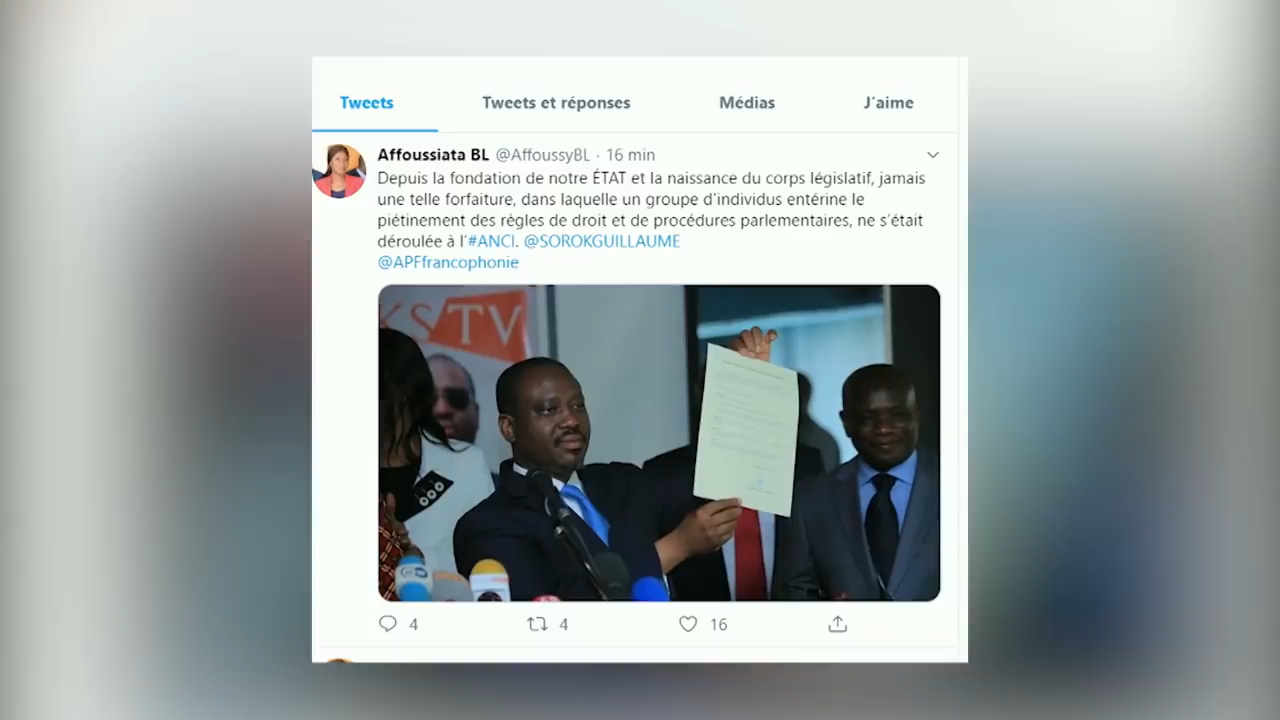 Tweets Tweets et réponses Médias J'aime
Affoussiata BL @AffoussyBL · 16 min
Depuis la fondation de notre ÉTAT et la naissance du corps législatif, jamais
une telle forfaiture, dans laquelle un groupe d'individus entérine le
piétinement des règles de droit et de procédures parlementaires, ne s'était
déroulée à l'#ANCI. @SOROKGUILLAUME
@APFfrancophonie
KSTV
4 4 16